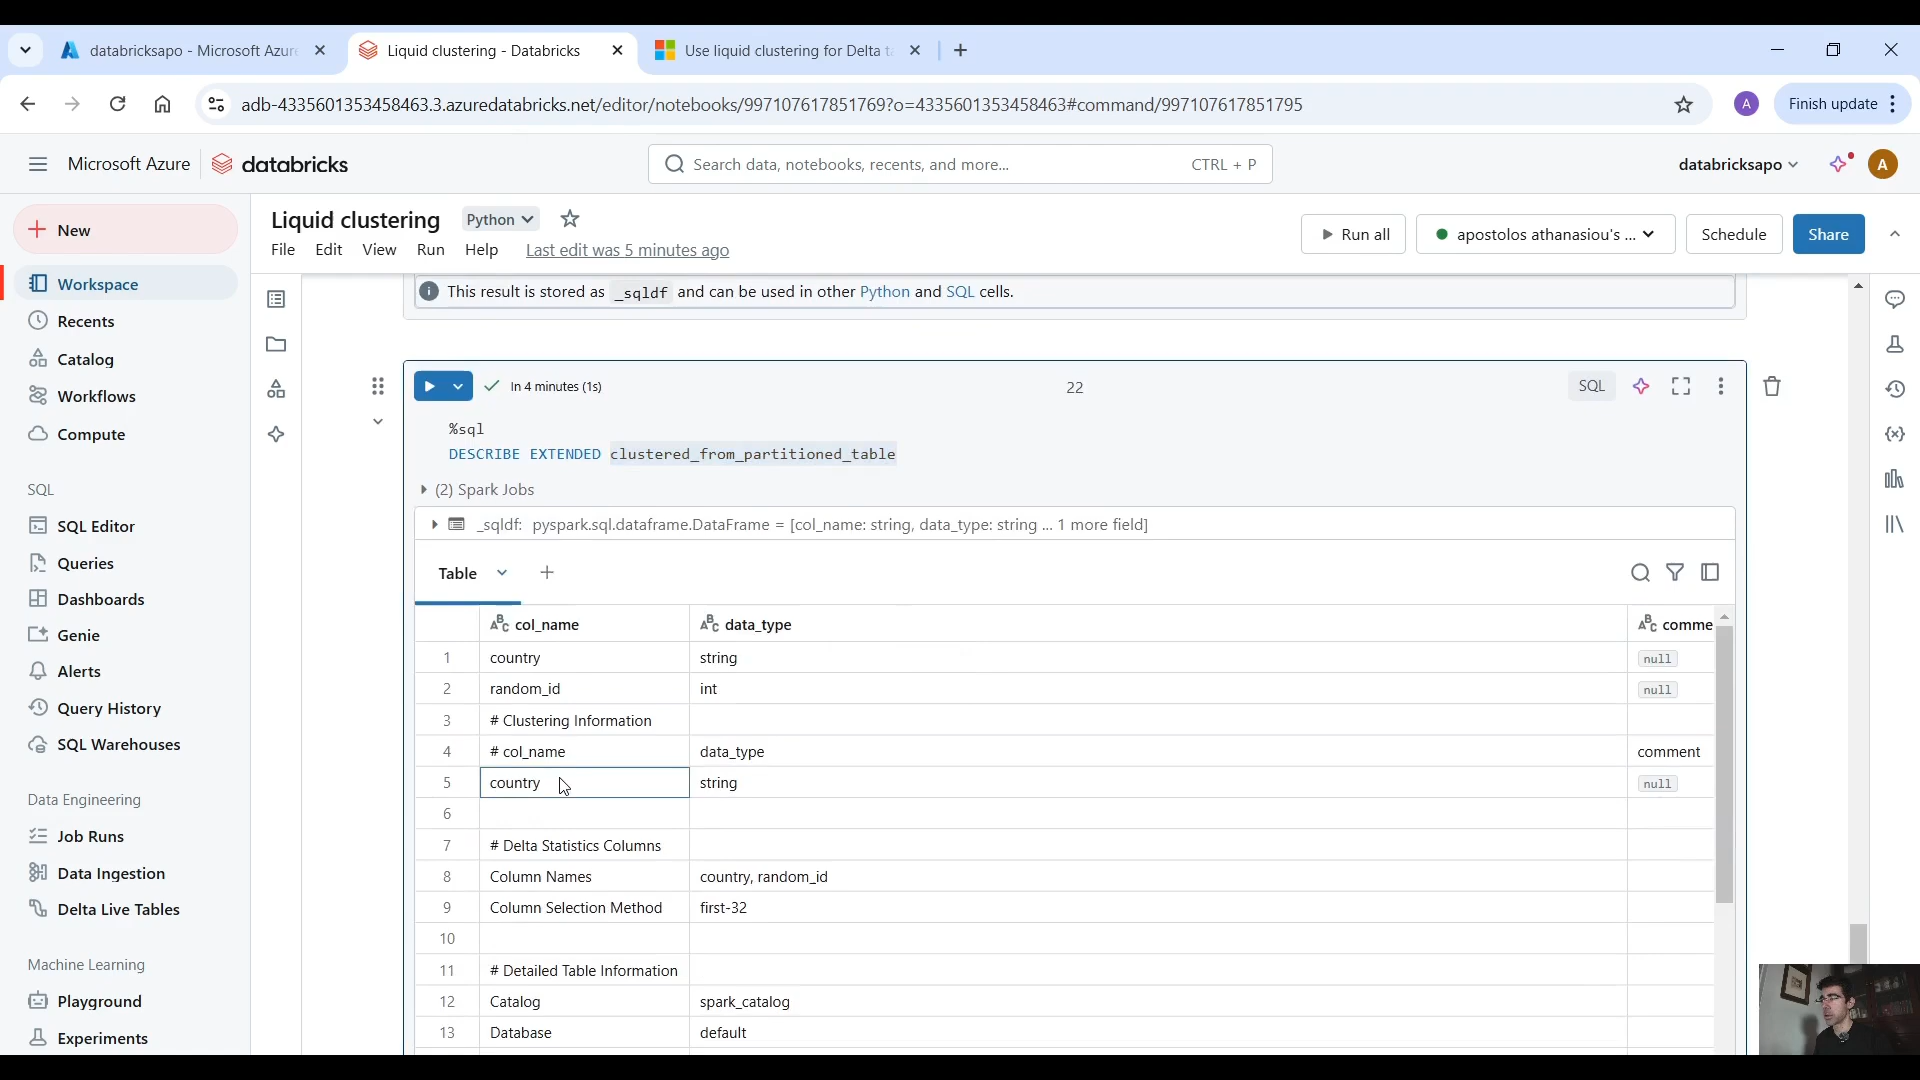 databricksapo - Microsoft Azur
Liquid clustering - Databricks
Use liquid clustering for Delta ta
adb-4335601353458463.3.azuredatabricks.net/editor/notebooks/997107617851769?o=4335601353458463#command/997107617851795
A
Finish update
Microsoft Azure
databricks
Search data, notebooks, recents, and more...
CTRL + P
databricksapo
A
New
Workspace
Recents
Catalog
Workflows
Compute
SQL
SQL Editor
Queries
Dashboards
Genie
Alerts
Query History
SQL Warehouses
Data Engineering
Job Runs
Data Ingestion
Delta Live Tables
Machine Learning
Playground
Experiments
Liquid clustering
Python
File Edit View Run Help Last edit was 5 minutes ago
Run all
apostolos athanasiou's ...
Schedule
Share
This result is stored as _sqldf and can be used in other Python and SQL cells.
In 4 minutes (1s)
22
SQL
%sql
DESCRIBE EXTENDED clustered_from_partitioned_table
(2) Spark Jobs
_sqldf: pyspark.sql.dataframe.DataFrame = [col_name: string, data_type: string ... 1 more field]
Table
col_name data_type comme
1 country string null
2 random_id int null
3 # Clustering Information
4 # col_name data_type comment
5 country string null
6
7 # Delta Statistics Columns
8 Column Names country, random_id
9 Column Selection Method first-32
10
11 # Detailed Table Information
12 Catalog spark_catalog
13 Database default